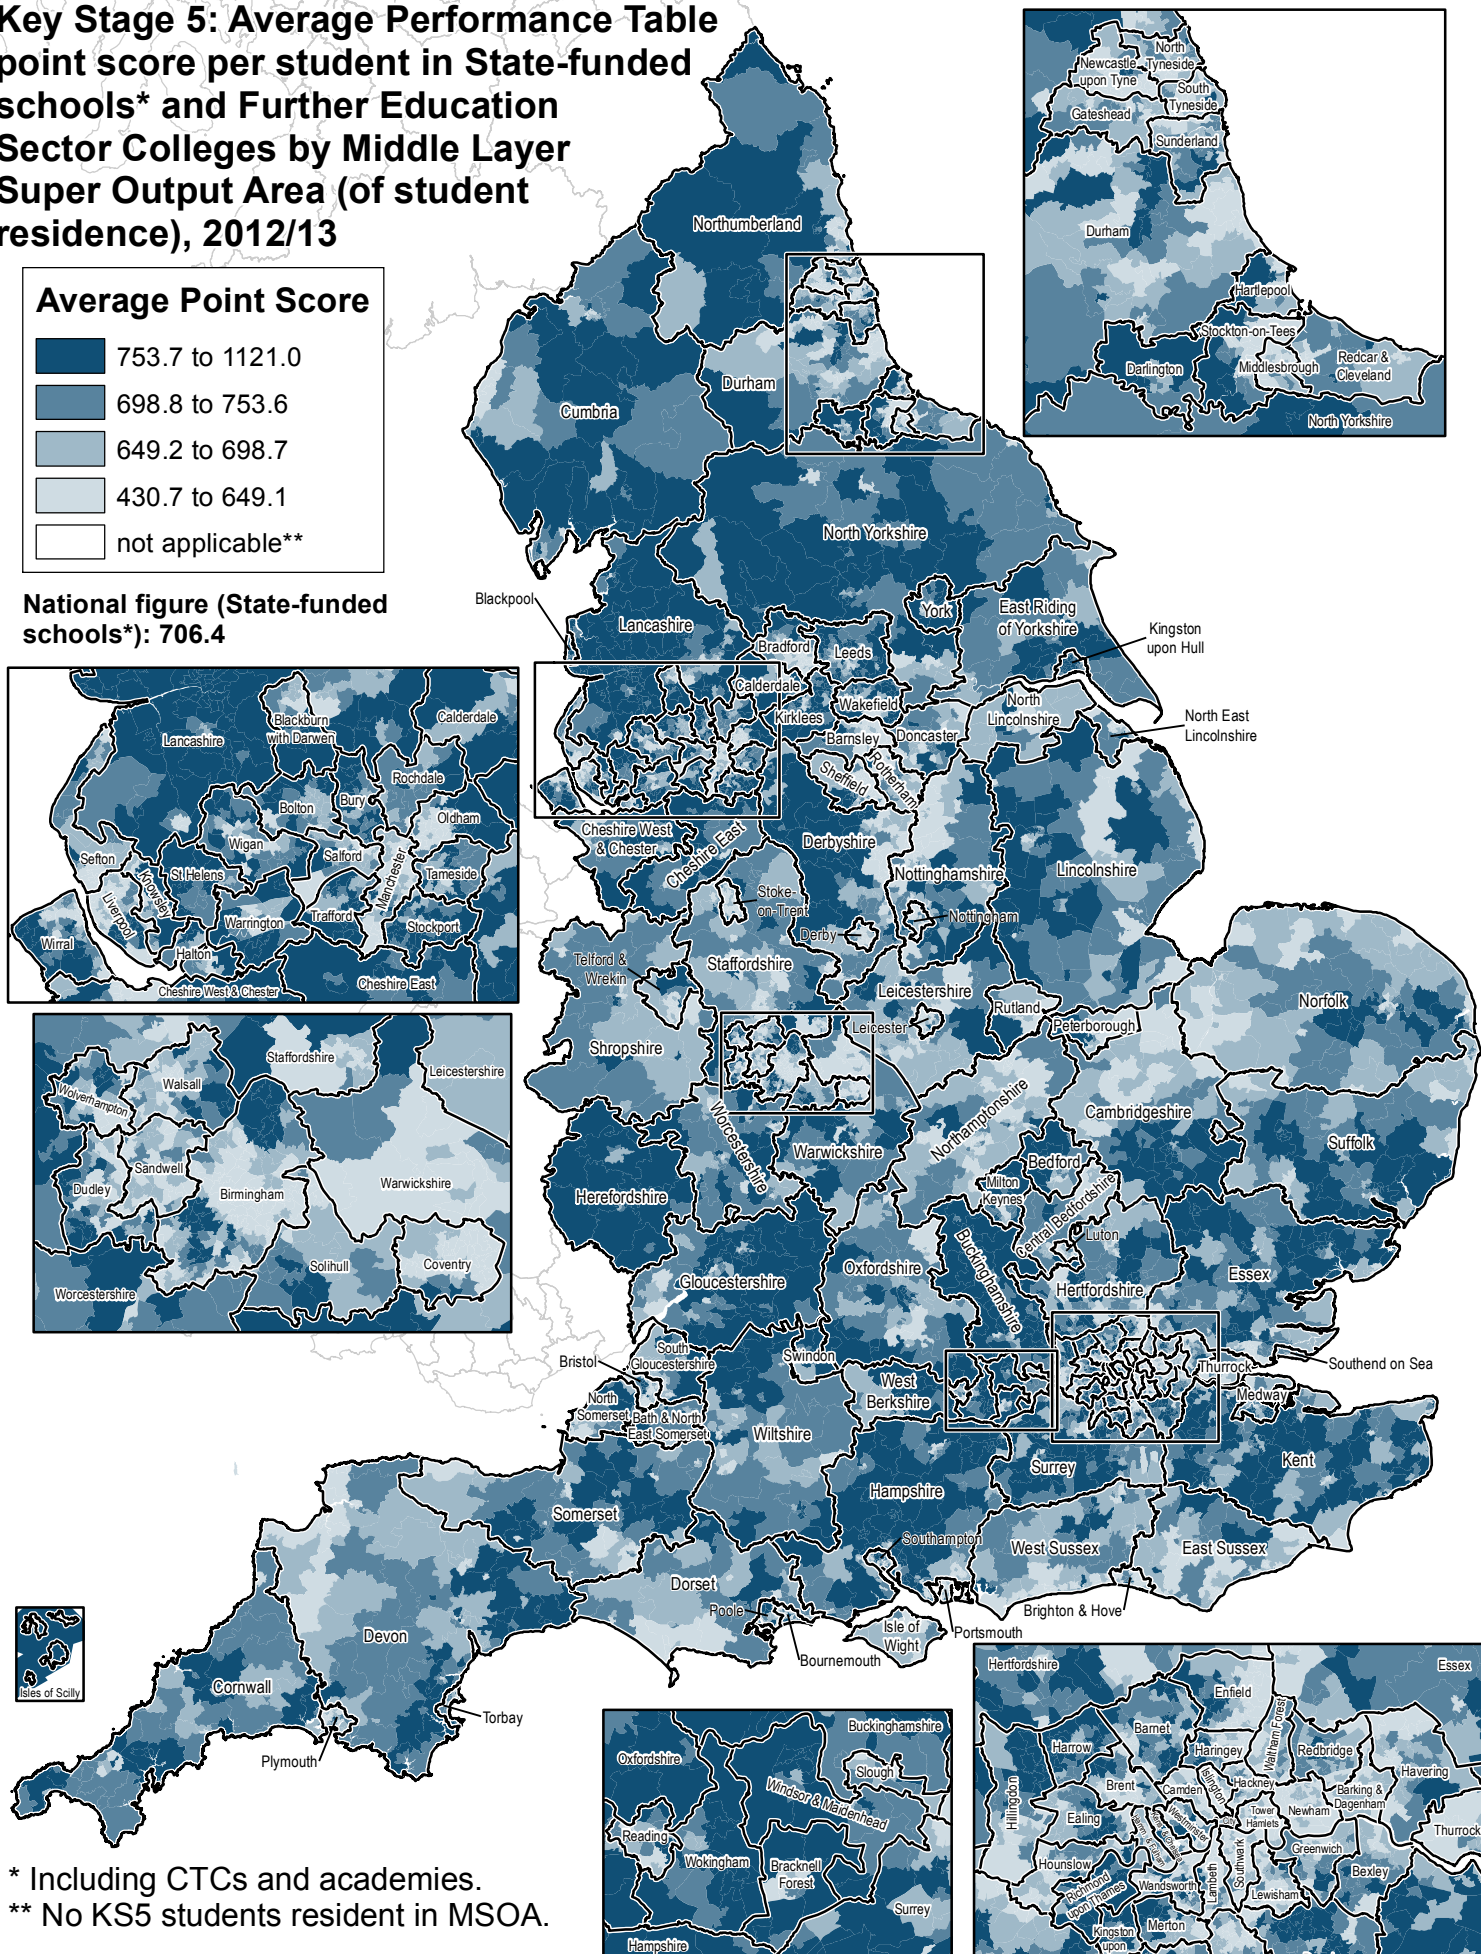 Key Stage 5: Average Performance Table
point score per student in State-funded
schools* and Further Education
Sector Colleges by Middle Layer
Super Output Area (of student
residence), 2012/13
Average Point Score
753.7 to 1121.0
698.8 to 753.6
649.2 to 698.7
430.7 to 649.1
not applicable**
National figure (State-funded
schools*): 706.4
Northumberland
Cumbria
Durham
North Yorkshire
Blackpool
Lancashire
York
East Riding
of Yorkshire
Kingston
upon Hull
Bradford
Leeds
Calderdale
Kirklees
Wakefield
North
Lincolnshire
North East
Lincolnshire
Barnsley
Doncaster
Sheffield
Rotherham
Cheshire West
& Chester
Cheshire East
Derbyshire
Nottinghamshire
Lincolnshire
Stoke-
on-Trent
Nottingham
Derby
Telford &
Wrekin
Staffordshire
Leicestershire
Rutland
Norfolk
Leicester
Peterborough
Shropshire
Worcestershire
Warwickshire
Northamptonshire
Cambridgeshire
Suffolk
Bedford
Milton
Keynes
Herefordshire
Central Bedfordshire
Luton
Buckinghamshire
Gloucestershire
Oxfordshire
Hertfordshire
Essex
South
Gloucestershire
Bristol
Swindon
Thurrock
Southend on Sea
North
Somerset
Bath & North
East Somerset
West
Berkshire
Medway
Wiltshire
Surrey
Kent
Hampshire
Somerset
Southampton
West Sussex
East Sussex
Dorset
Poole
Brighton & Hove
Isle of
Wight
Portsmouth
Bournemouth
Devon
Cornwall
Torbay
Plymouth
Isles of Scilly
North
Tyneside
Newcastle
upon Tyne
South
Tyneside
Gateshead
Sunderland
Durham
Hartlepool
Stockton-on-Tees
Darlington
Middlesbrough
Redcar &
Cleveland
North Yorkshire
Lancashire
Blackburn
with Darwen
Calderdale
Rochdale
Bolton
Bury
Oldham
Wigan
Sefton
Salford
St Helens
Knowsley
Liverpool
Manchester
Tameside
Trafford
Warrington
Stockport
Wirral
Halton
Cheshire West & Chester
Cheshire East
Staffordshire
Leicestershire
Walsall
Wolverhampton
Sandwell
Dudley
Birmingham
Warwickshire
Solihull
Coventry
Worcestershire
Buckinghamshire
Oxfordshire
Slough
Windsor & Maidenhead
Reading
Wokingham
Bracknell
Forest
Surrey
Hampshire
Hertfordshire
Essex
Enfield
Barnet
Harrow
Haringey
Waltham Forest
Redbridge
Havering
Hillingdon
Brent
Camden
Islington
Hackney
Barking &
Dagenham
Ealing
Westminster
City
Tower
Hamlets
Newham
Thurrock
Hounslow
Greenwich
Bexley
Richmond
upon Thames
Wandsworth
Lambeth
Southwark
Lewisham
Kingston
upon
Merton
* Including CTCs and academies.
** No KS5 students resident in MSOA.